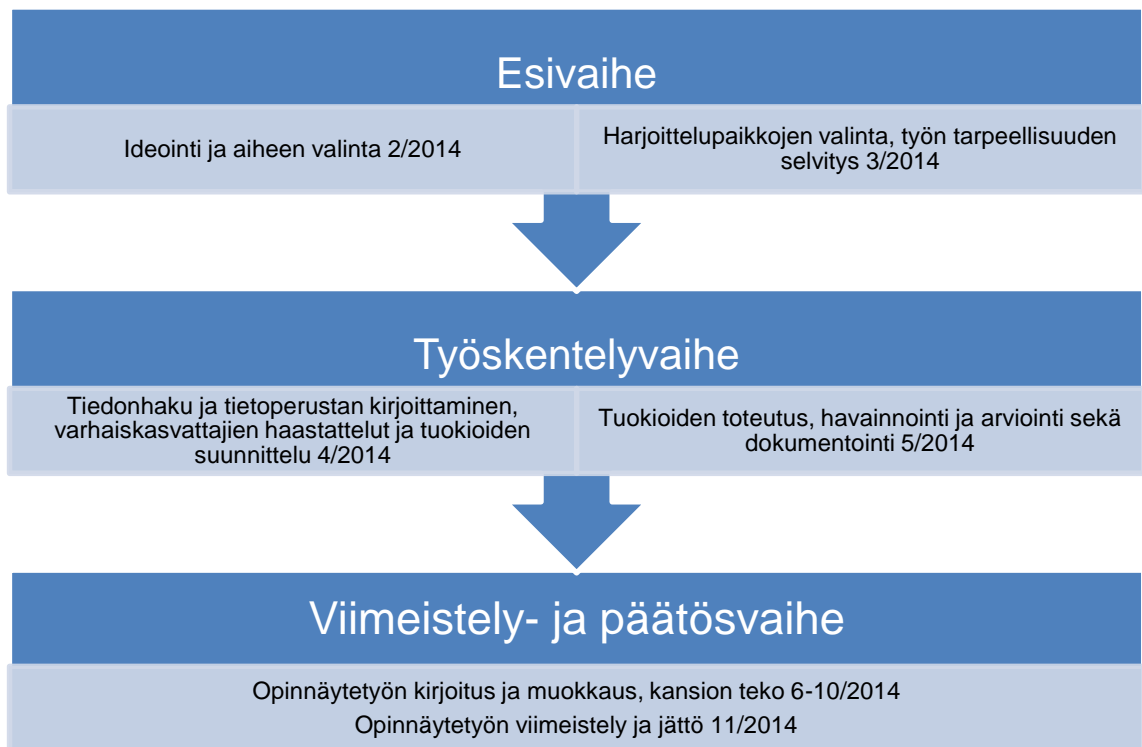 Esivaihe
Ideointi ja aiheen valinta 2/2014
Harjoittelupaikkojen valinta, työn tarpeellisuuden
selvitys 3/2014
Työskentelyvaihe
Tiedonhaku ja tietoperustan kirjoittaminen,
varhaiskasvattajien haastattelut ja tuokioiden
suunnittelu 4/2014
Tuokioiden toteutus, havainnointi ja arviointi sekä
dokumentointi 5/2014
Viimeistely- ja päätösvaihe
Opinnäytetyön kirjoitus ja muokkaus, kansion teko 6-10/2014
Opinnäytetyön viimeistely ja jättö 11/2014